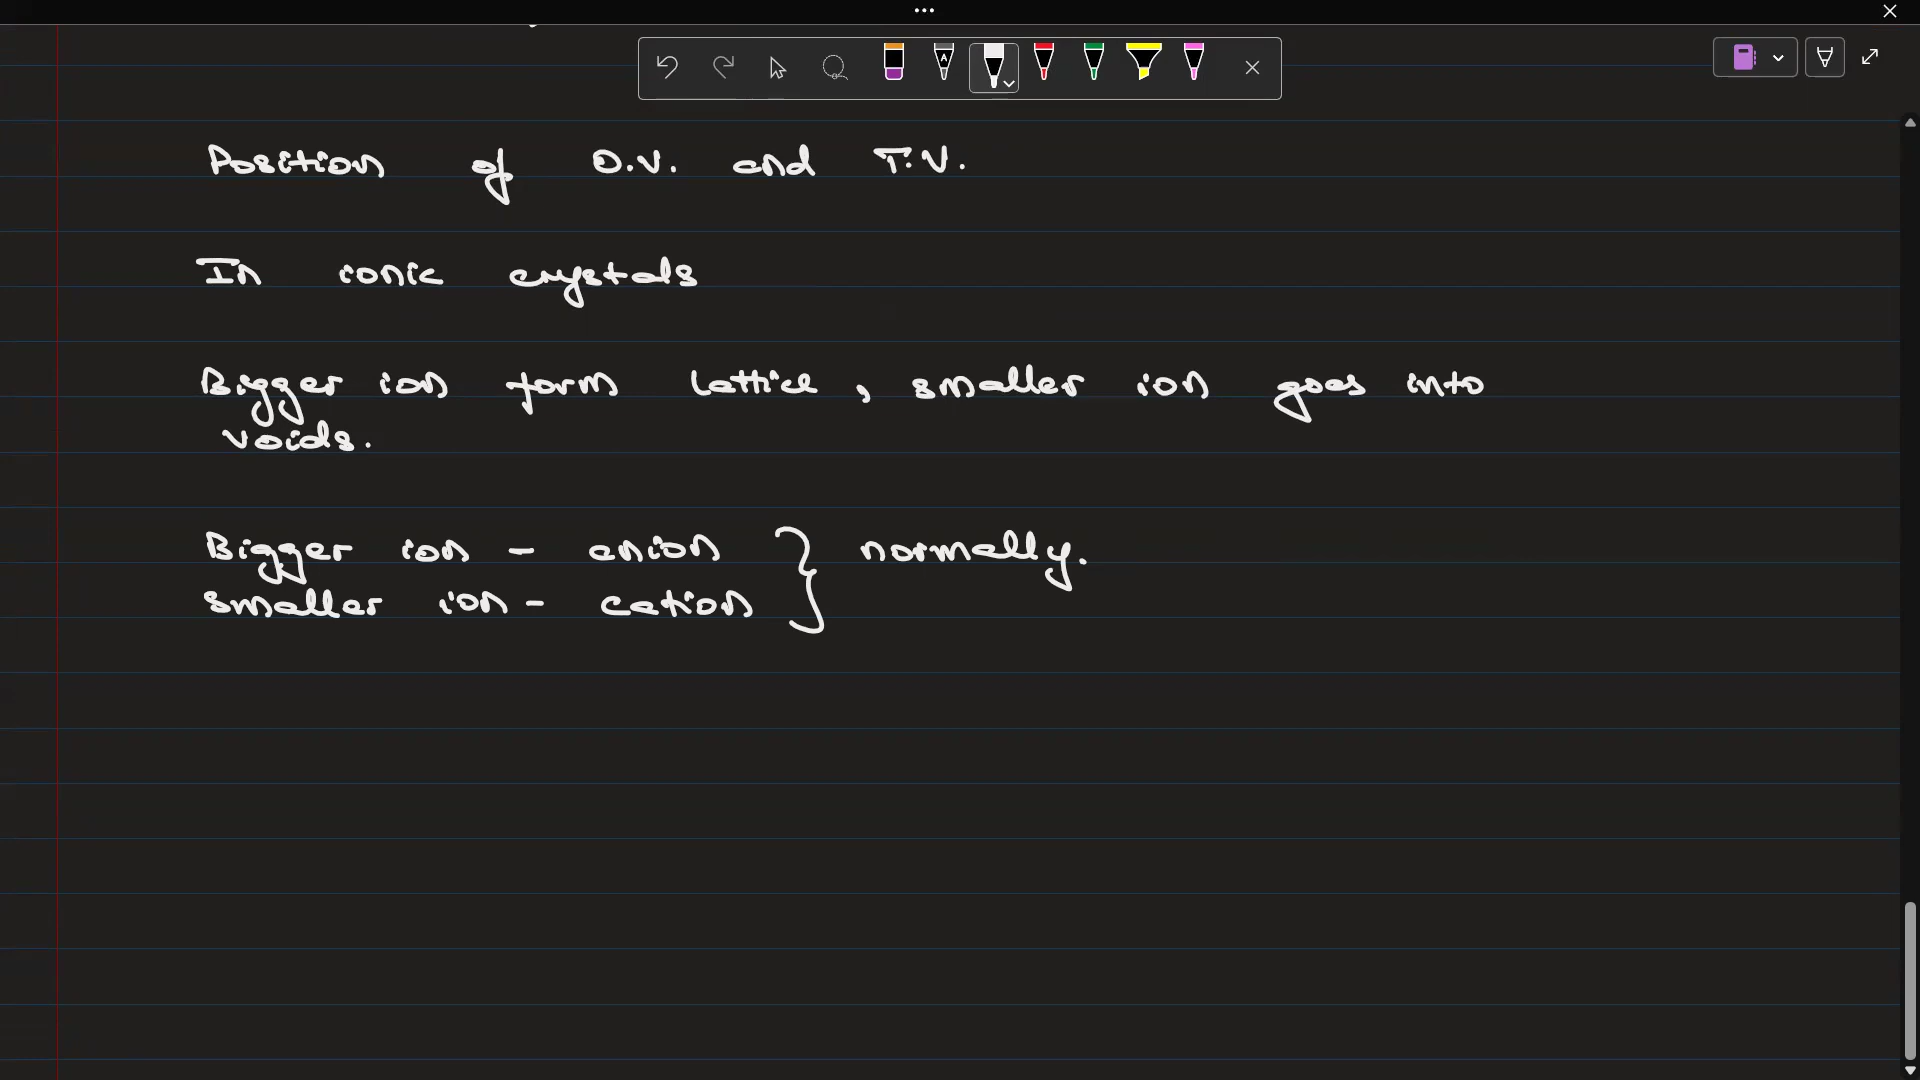 Position of O.V. and T.V.
In ionic crystals
Bigger ion form lattice, smaller ion goes into
voids.
Bigger ion - anion } normally.
smaller ion - cation